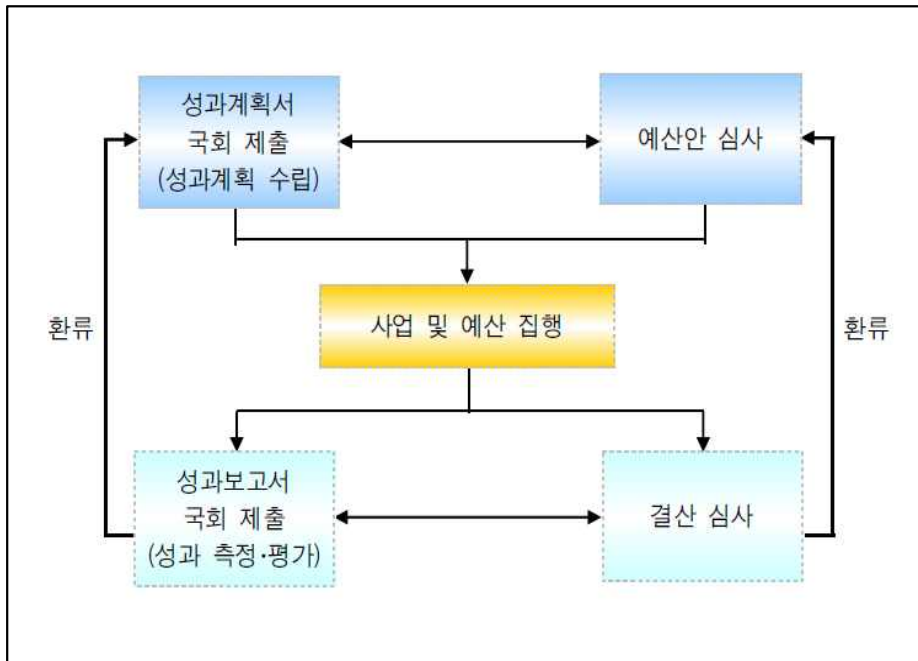 성과계획서
국회 제출
(성과계획 수립)
예산안 심사
사업 및 예산 집행
환류
환류
성과보고서
국회 제출
(성과 측정·평가)
결산 심사